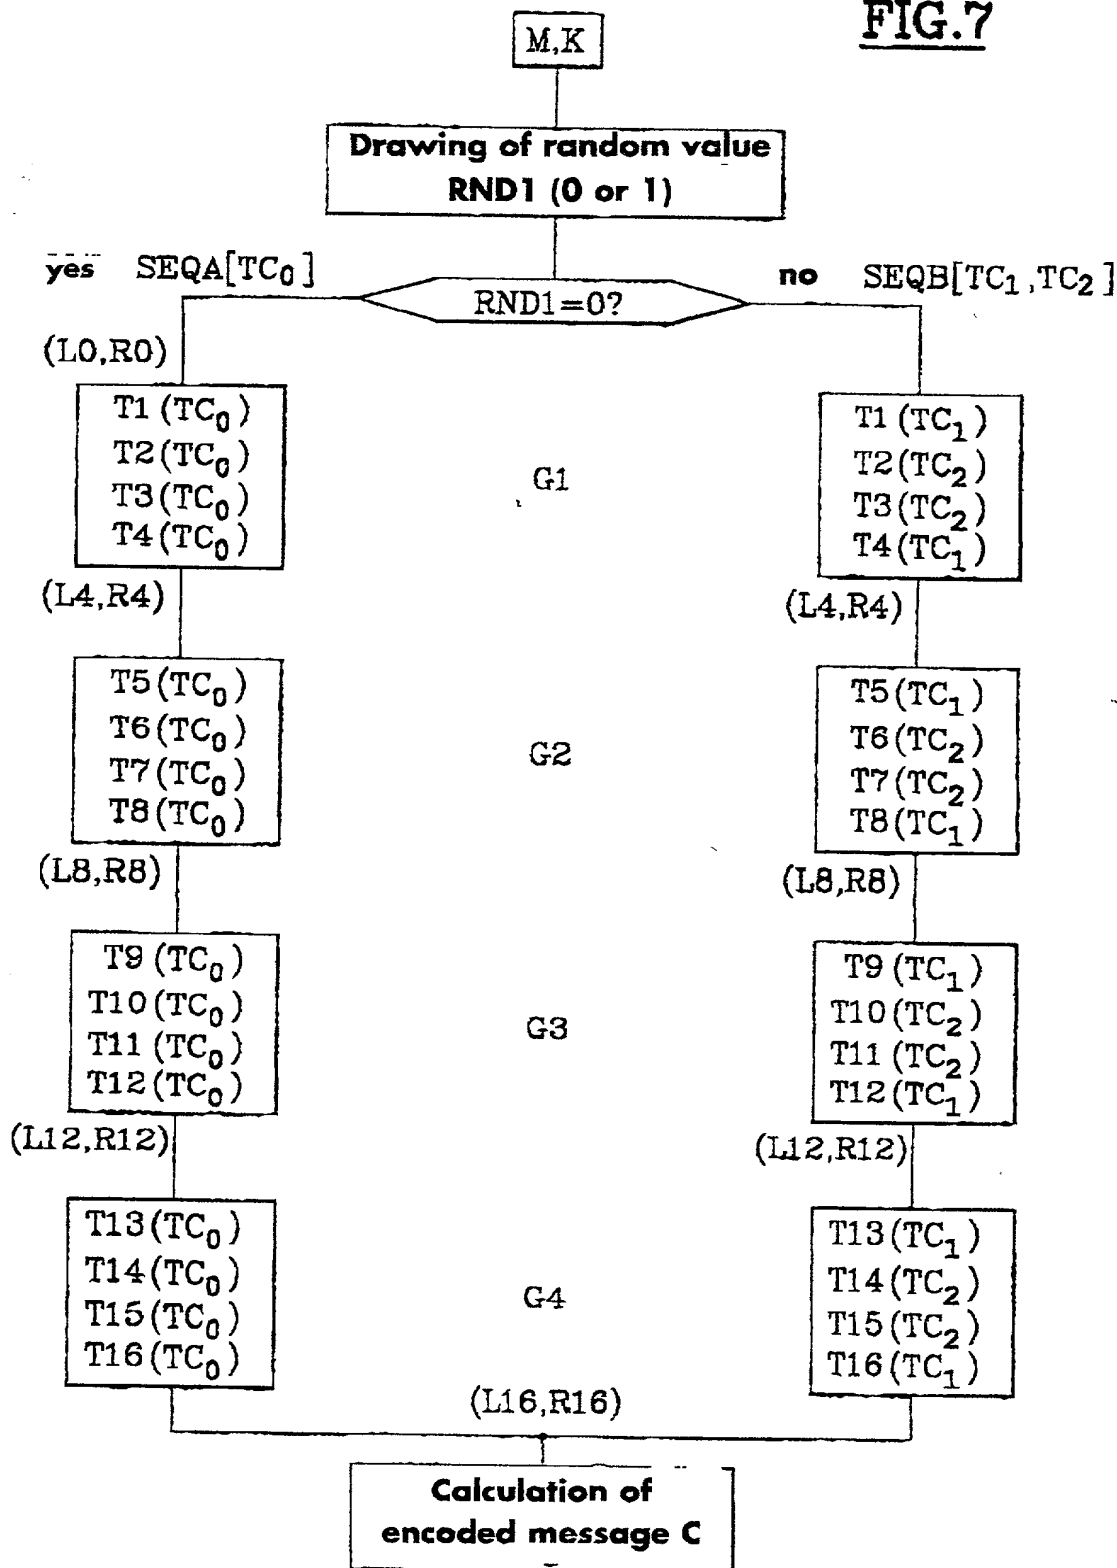 FIG.7
M,K
Drawing of random value
RND1 (0 or 1)
yes SEQA[TC0]
RND1=0?
no SEQB[TC1,TC2]
(L0,R0)
T1(TC0)
T2(TC0)
T3(TC0)
T4(TC0)
G1
T1(TC1)
T2(TC2)
T3(TC2)
T4(TC1)
(L4,R4)
(L4,R4)
T5(TC0)
T6(TC0)
T7(TC0)
T8(TC0)
G2
T5(TC1)
T6(TC2)
T7(TC2)
T8(TC1)
(L8,R8)
(L8,R8)
T9(TC0)
T10(TC0)
T11(TC0)
T12(TC0)
G3
T9(TC1)
T10(TC2)
T11(TC2)
T12(TC1)
(L12,R12)
(L12,R12)
T13(TC0)
T14(TC0)
T15(TC0)
T16(TC0)
G4
T13(TC1)
T14(TC2)
T15(TC2)
T16(TC1)
(L16,R16)
Calculation of
encoded message C